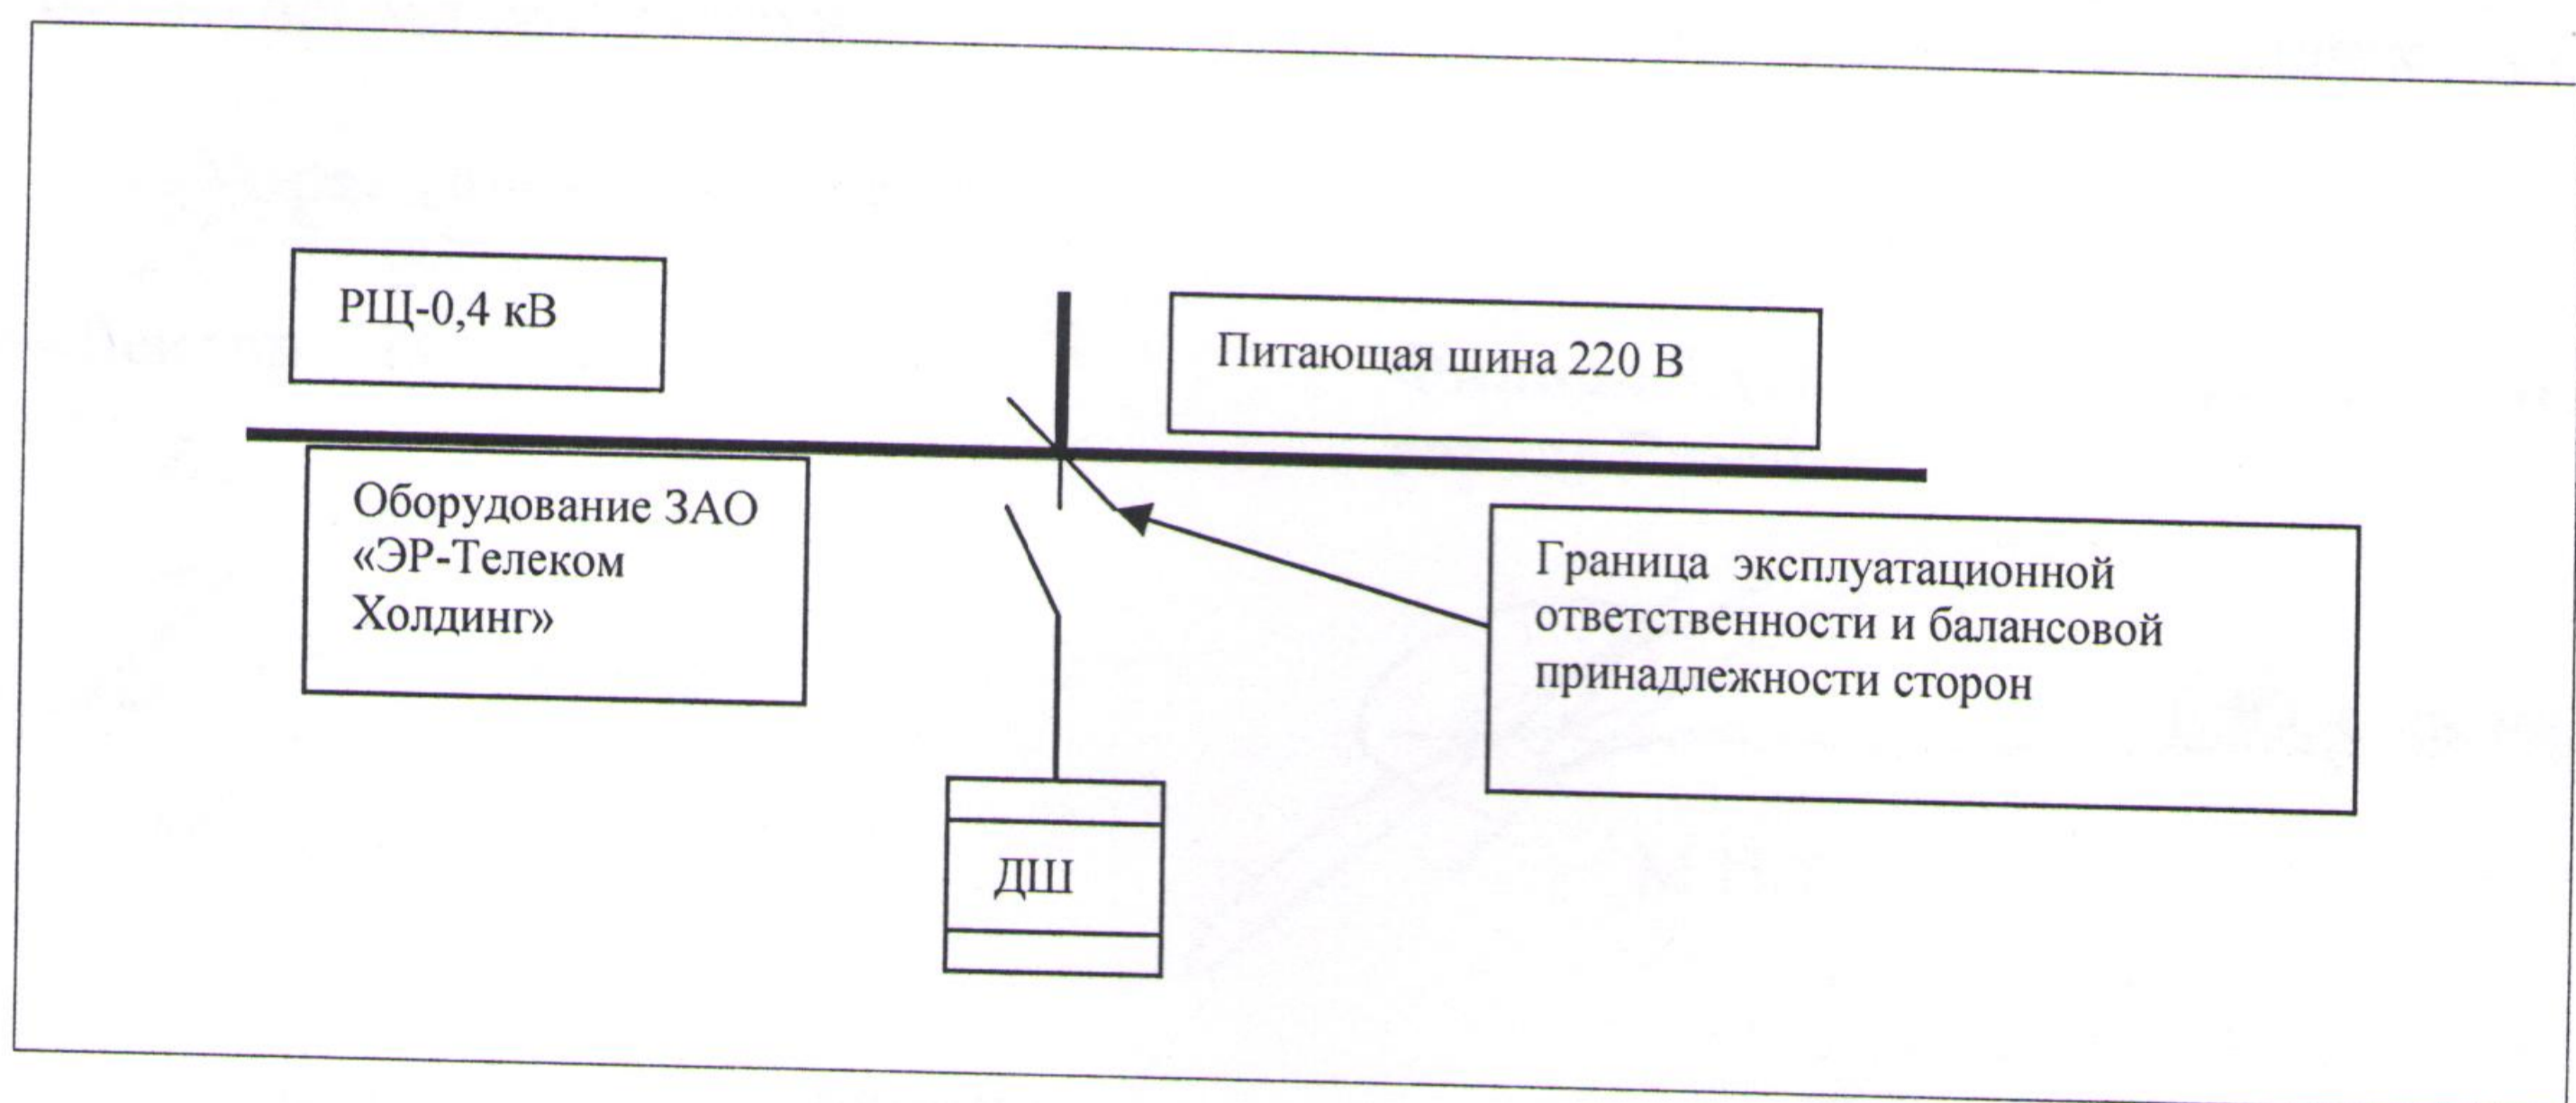 РЩ-0,4 кВ
Питающая шина 220 В
Оборудование ЗАО
«ЭР-Телеком
Холдинг»
Граница эксплуатационной
ответственности и балансовой
принадлежности сторон
ДШ